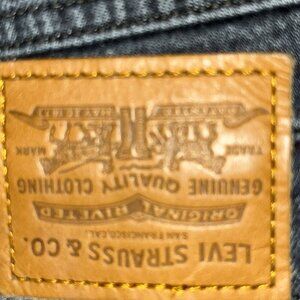 LEVI STRAUSS & CO.
SAN FRANCISCO,CAL.
ORIGINAL RIVETED
GENUINE QUALITY CLOTHING
TRADE MARK